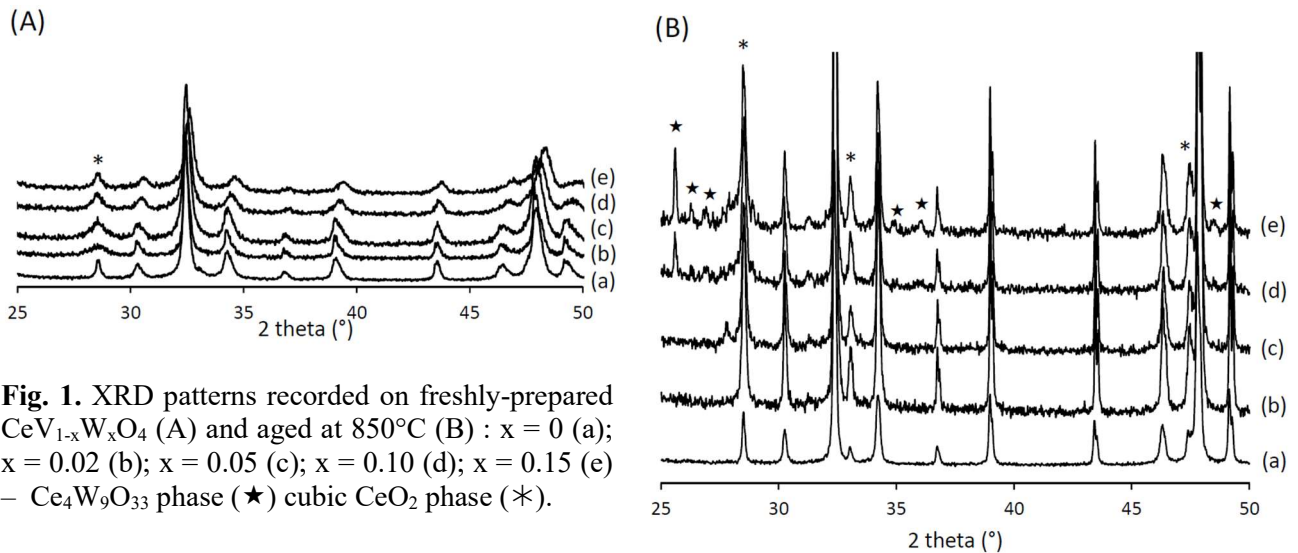 (A)
*
(e)
(d)
(c)
(b)
(a)
25 30 35 40 45 50
2 theta (°)
Fig. 1. XRD patterns recorded on freshly-prepared
CeV1-xWxO4 (A) and aged at 850°C (B) : x = 0 (a);
x = 0.02 (b); x = 0.05 (c); x = 0.10 (d); x = 0.15 (e)
– Ce4W9O33 phase (★) cubic CeO2 phase (*).
(B)
*
★
* *
★ ★ ★ ★ ★
(e)
(d)
(c)
(b)
(a)
25 30 35 40 45 50
2 theta (°)